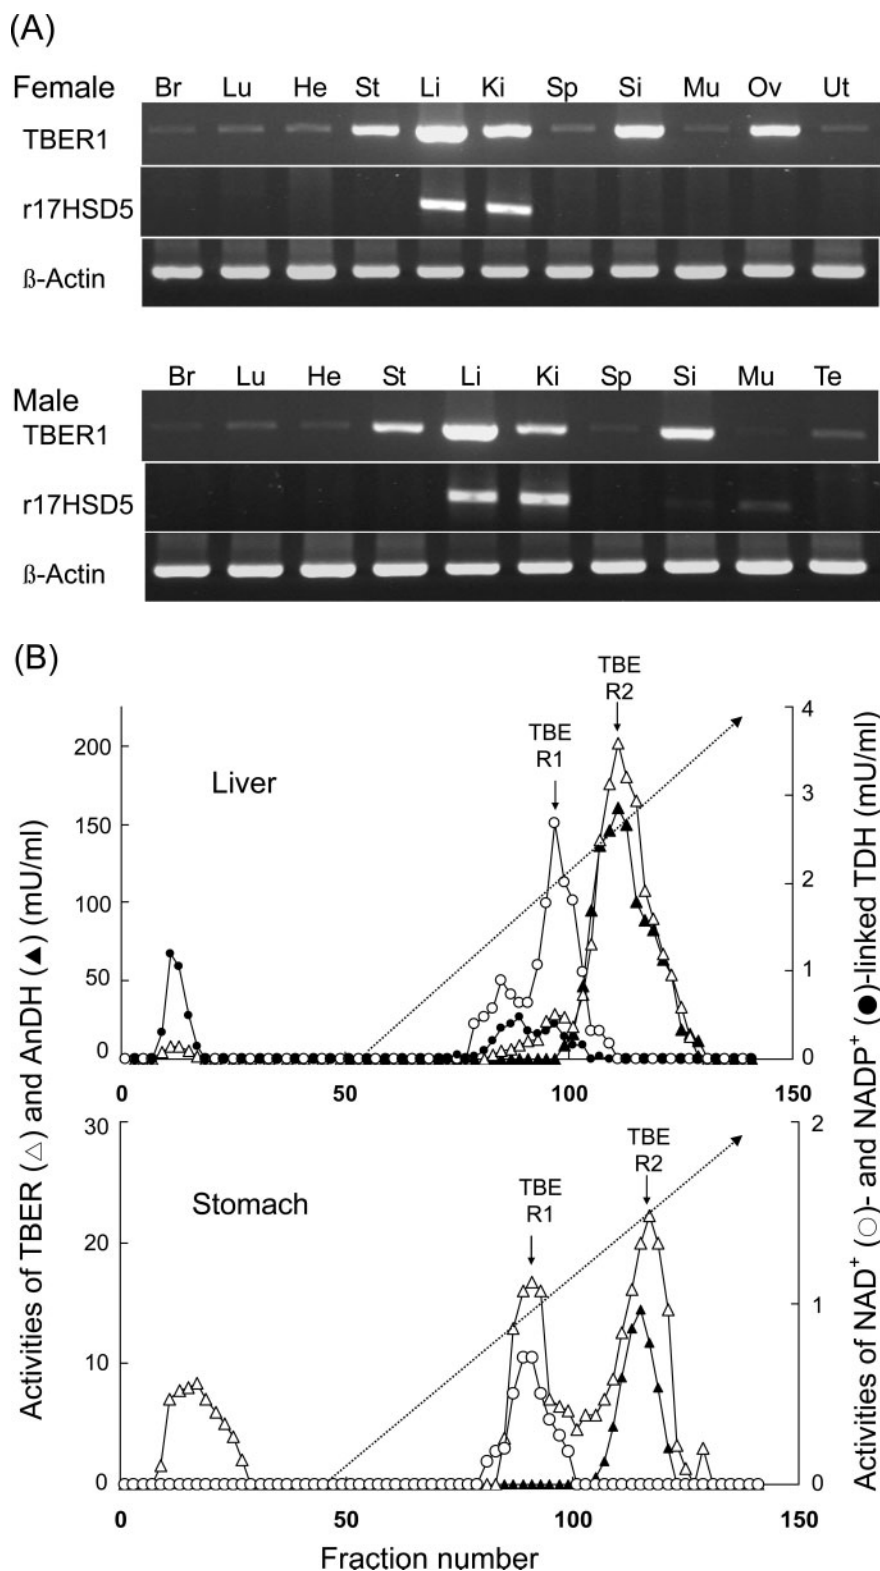 (A)
Female Br Lu He St Li Ki Sp Si Mu Ov Ut
TBER1
r17HSD5
ß-Actin
Br Lu He St Li Ki Sp Si Mu Te
Male
TBER1
r17HSD5
ß-Actin
(B)
Activities of TBER (△) and AnDH (▲) (mU/ml)
Activities of NAD⁺ (○)- and NADP⁺ (●)-linked TDH (mU/ml)
TBE
R2
TBE
R1
Liver
200
150
100
50
0
4
3
2
1
0
0 50 100 150
TBE
R2
TBE
R1
Stomach
30
20
10
0
2
1
0
0 50 100 150
Fraction number